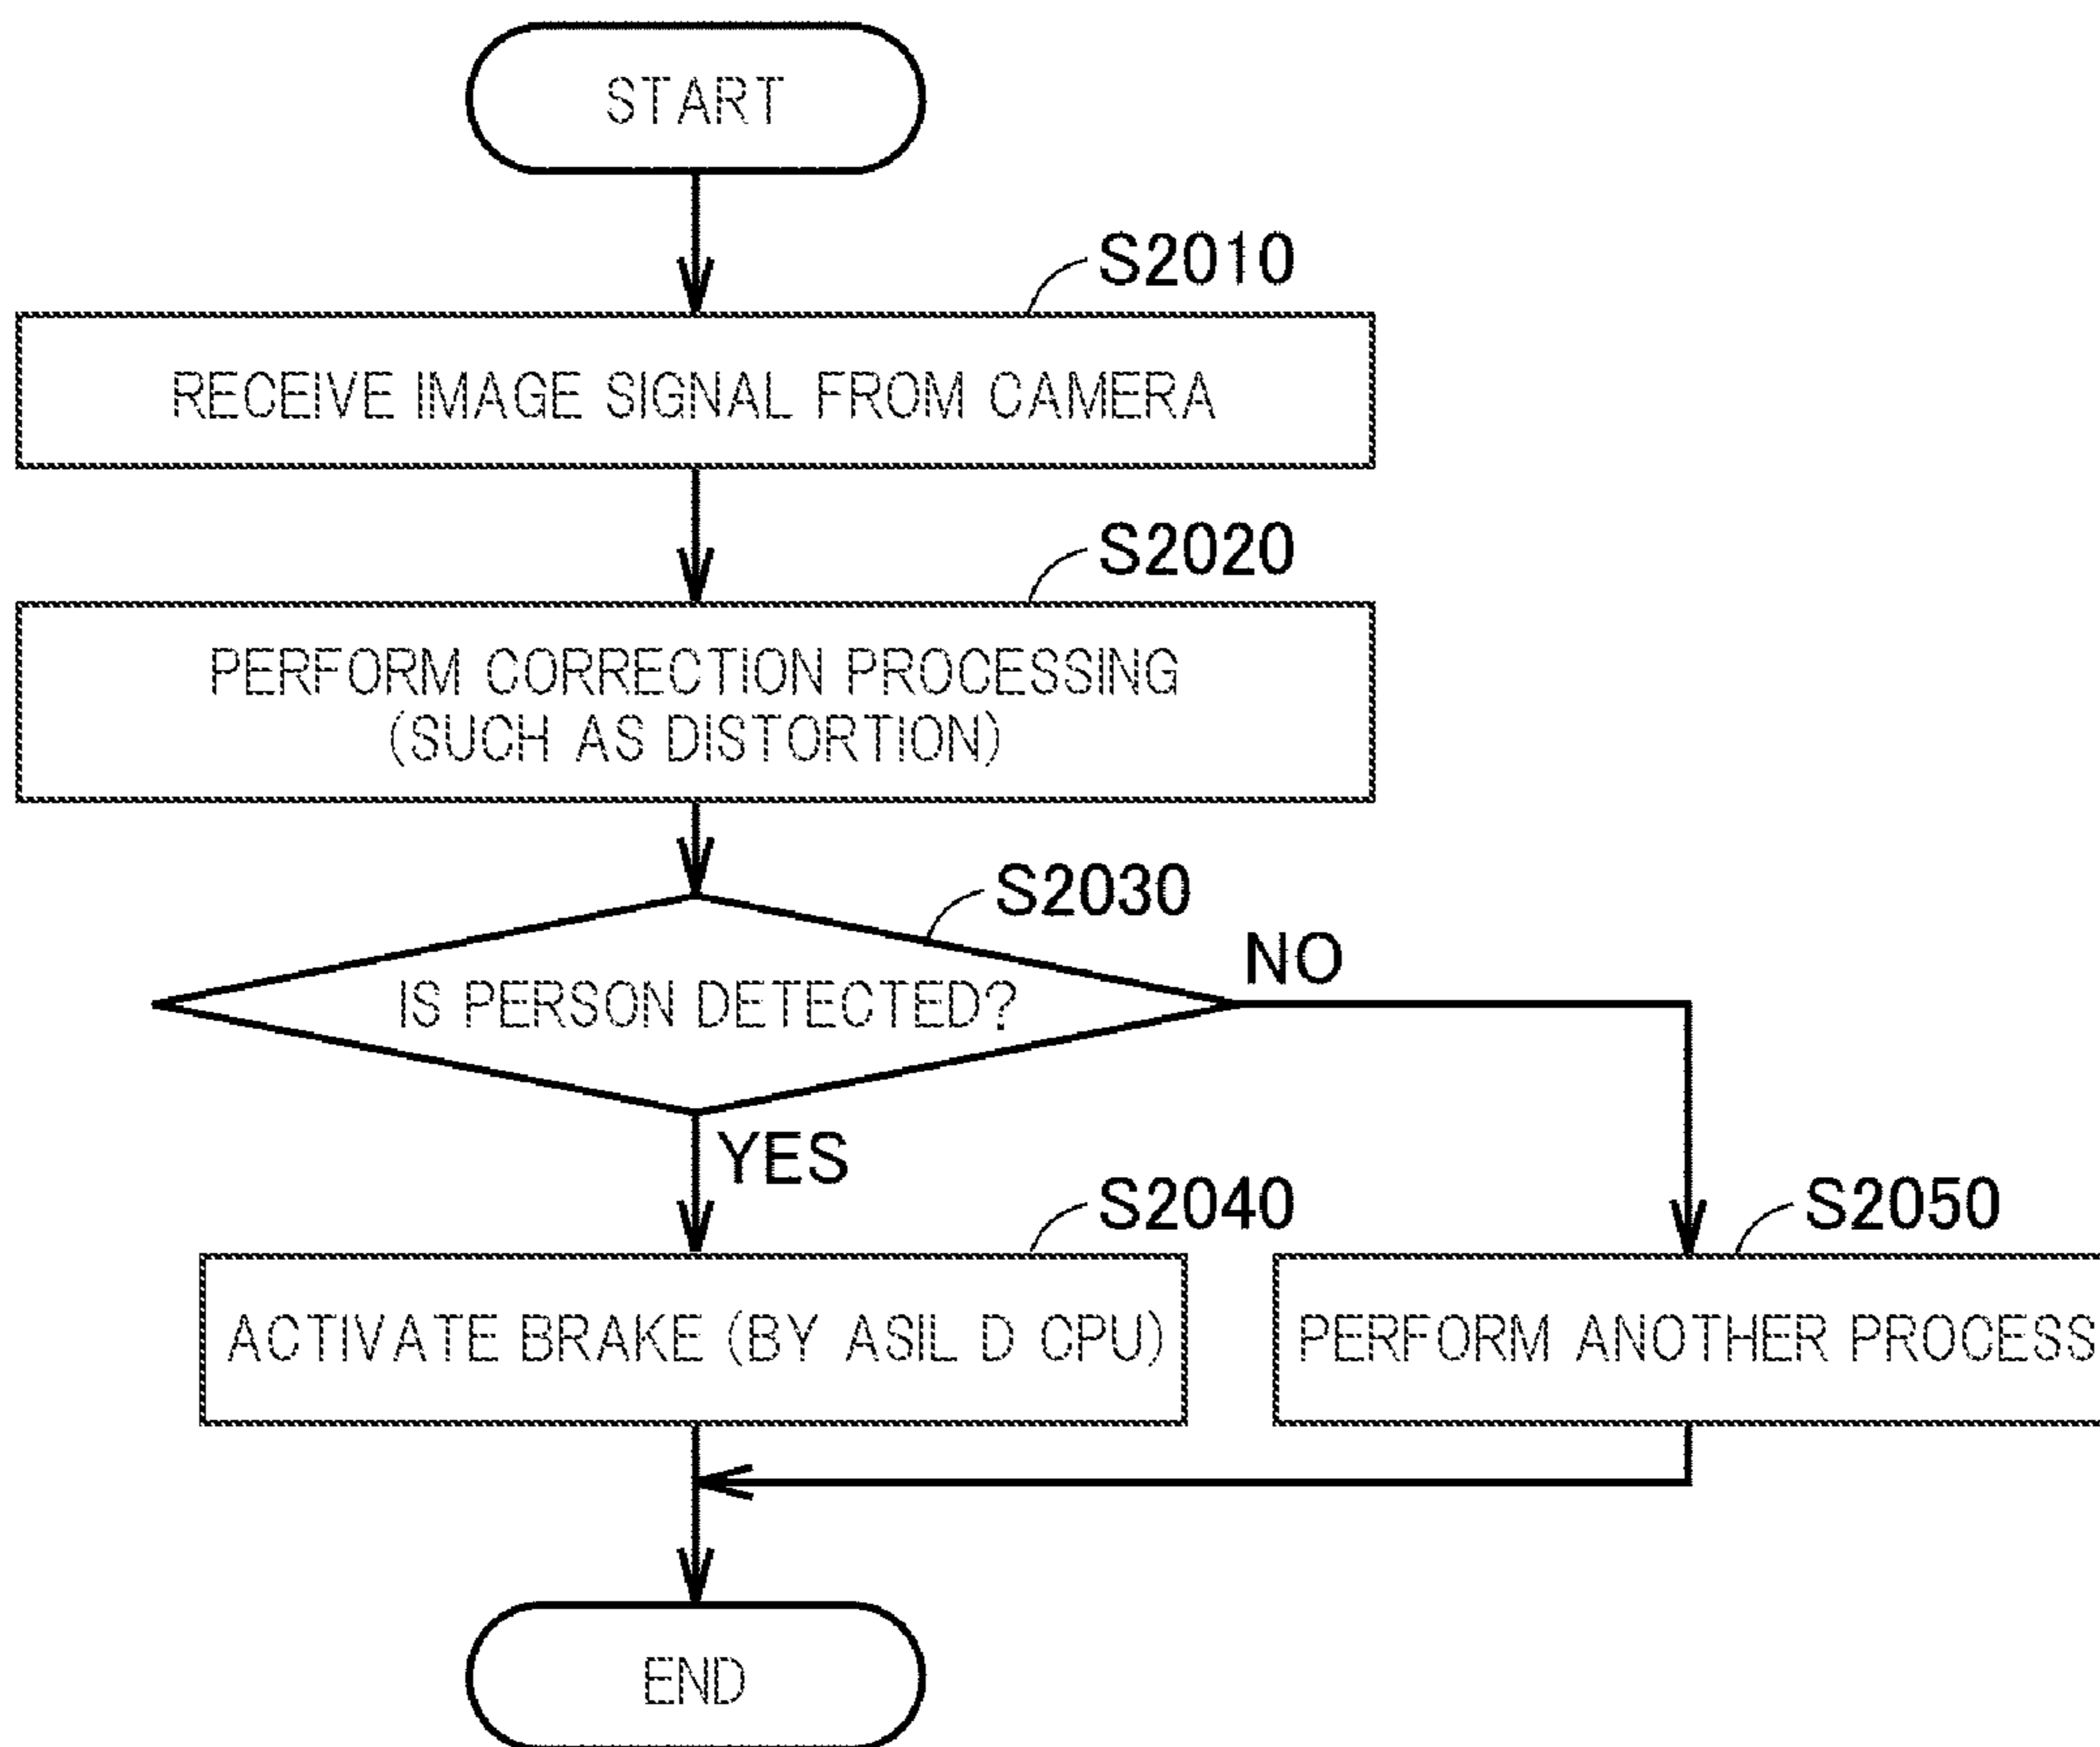 START
S2010
RECEIVE IMAGE SIGNAL FROM CAMERA
S2020
PERFORM CORRECTION PROCESSING
(SUCH AS DISTORTION)
S2030
IS PERSON DETECTED?
NO
YES
S2040
ACTIVATE BRAKE (BY ASIL D CPU)
S2050
PERFORM ANOTHER PROCESS
END